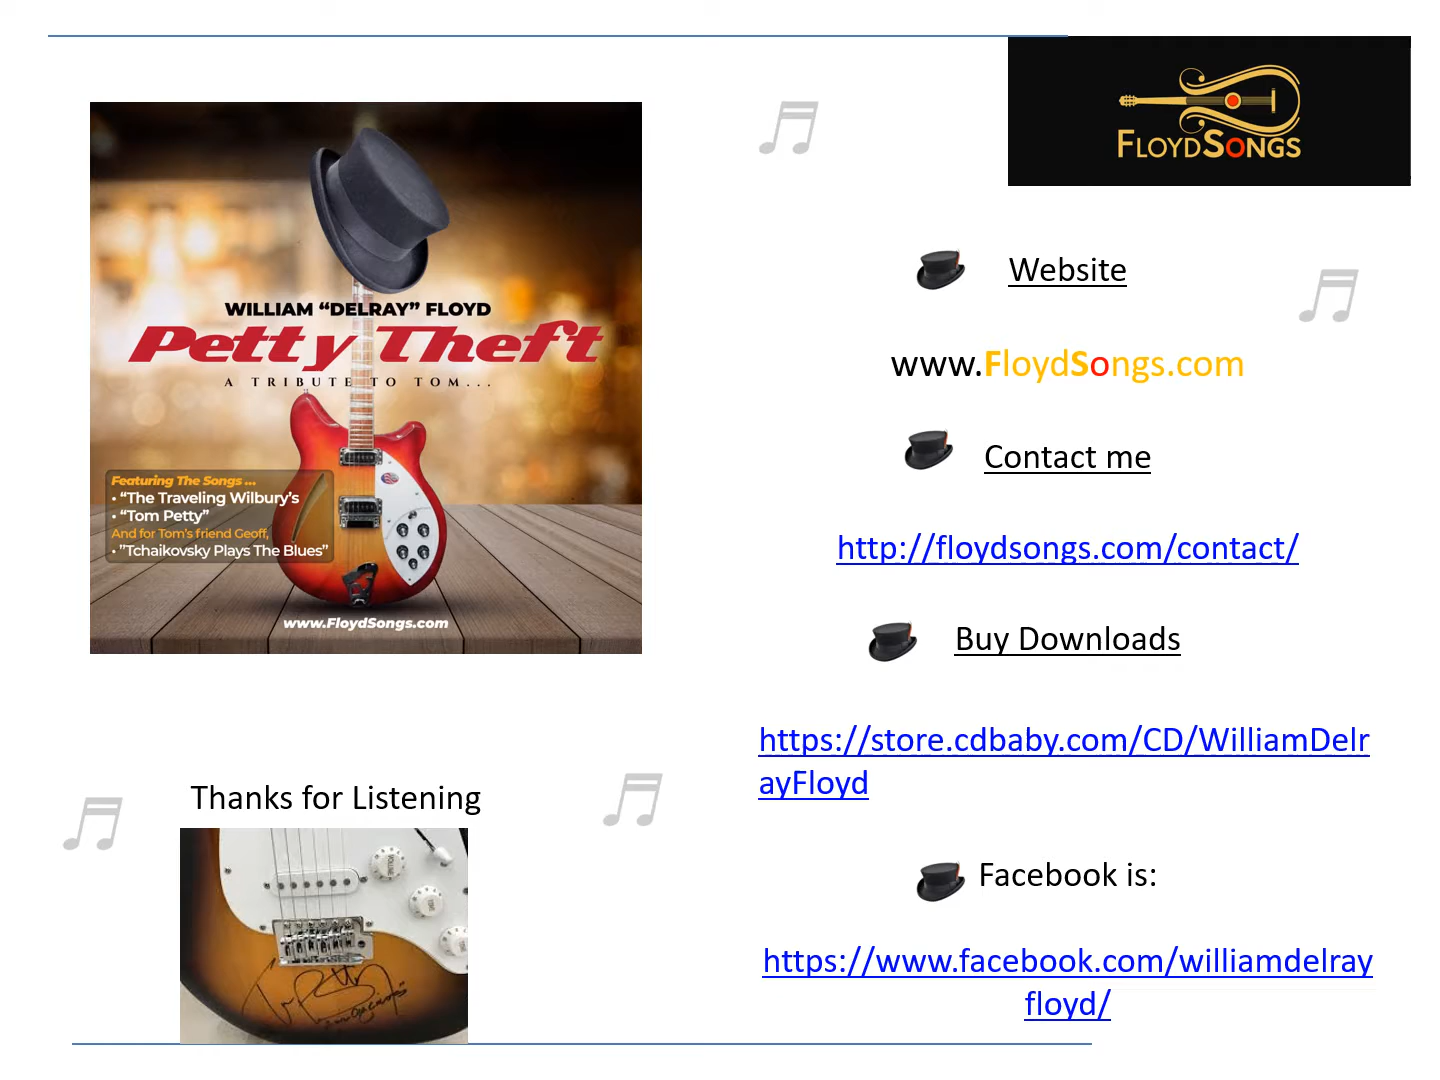 FLOYDSONGS
WILLIAM “DELRAY” FLOYD
Petty Theft
A TRIBUTE TO TOM...
Featuring The Songs ...
• “The Traveling Wilbury’s
• “Tom Petty”
And for Tom’s friend Geoff,
• ”Tchaikovsky Plays The Blues”
www.FloydSongs.com
Thanks for Listening
VOLUME
Website
www.FloydSongs.com
Contact me
http://floydsongs.com/contact/
Buy Downloads
https://store.cdbaby.com/CD/WilliamDelr
ayFloyd
Facebook is:
https://www.facebook.com/williamdelray
floyd/